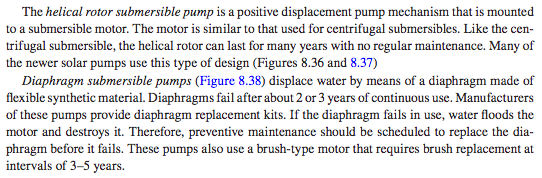 The helical rotor submersible pump is a positive displacement pump mechanism that is mounted
to a submersible motor. The motor is similar to that used for centrifugal submersibles. Like the cen-
trifugal submersible, the helical rotor can last for many years with no regular maintenance. Many of
the newer solar pumps use this type of design (Figures 8.36 and 8.37)
Diaphragm submersible pumps (Figure 8.38) displace water by means of a diaphragm made of
flexible synthetic material. Diaphragms fail after about 2 or 3 years of continuous use. Manufacturers
of these pumps provide diaphragm replacement kits. If the diaphragm fails in use, water floods the
motor and destroys it. Therefore, preventive maintenance should be scheduled to replace the dia-
phragm before it fails. These pumps also use a brush-type motor that requires brush replacement at
intervals of 3–5 years.